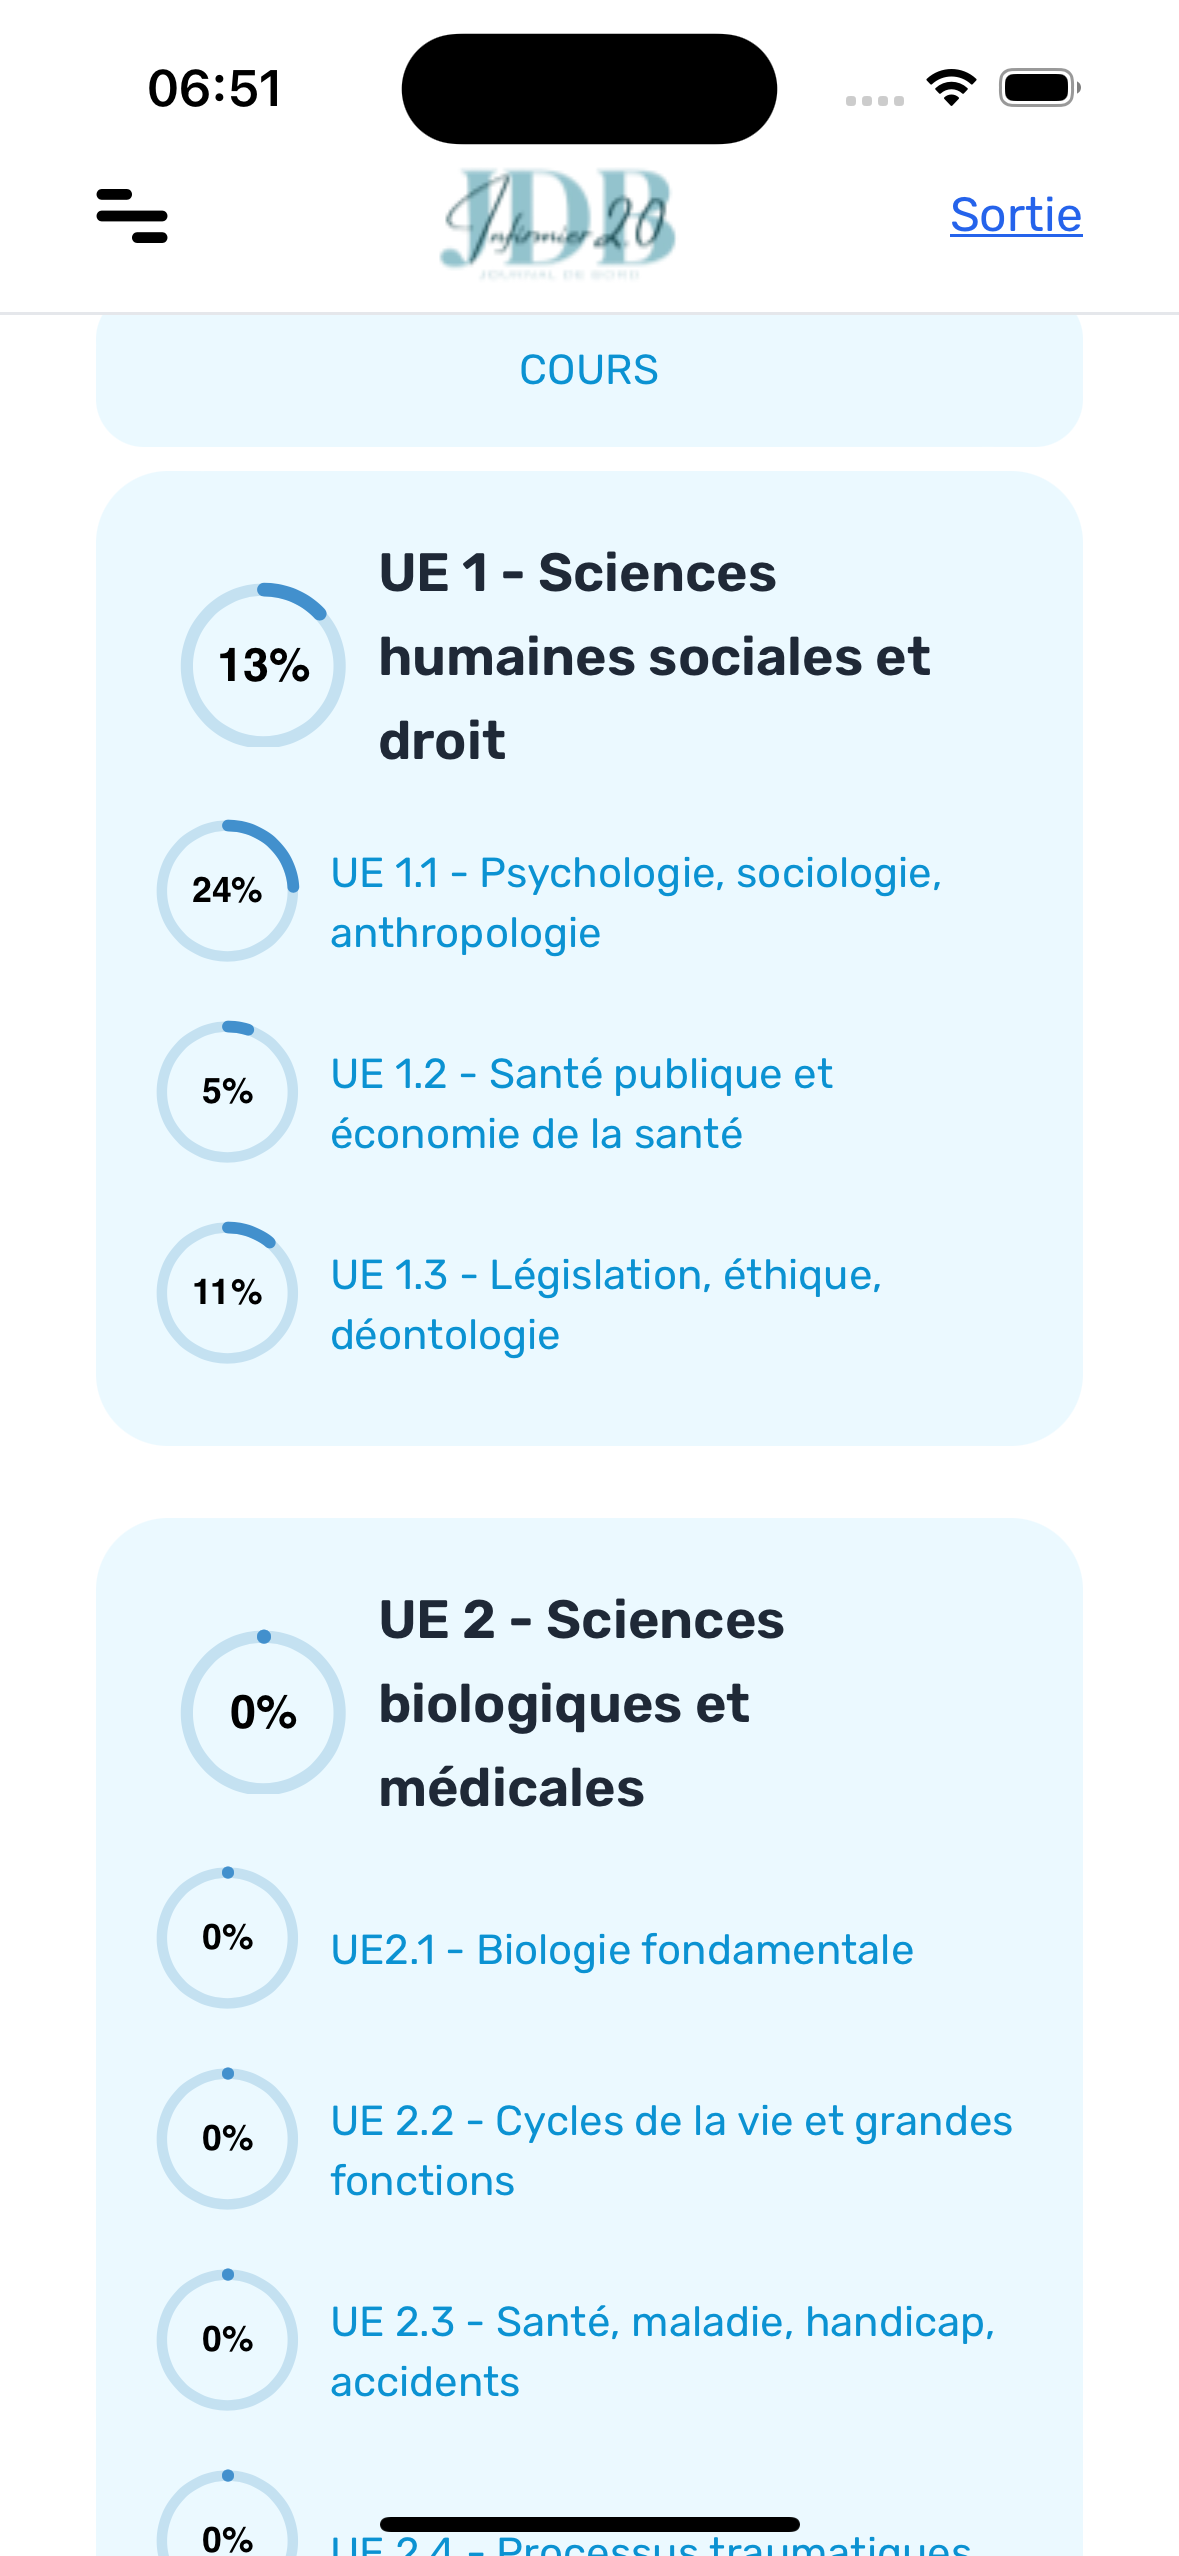 06:51
JDB
Infirmier 2.0
JOURNAL DE BORD
Sortie
COURS
13%
UE 1 - Sciences
humaines sociales et
droit
24%
UE 1.1 - Psychologie, sociologie,
anthropologie
5%
UE 1.2 - Santé publique et
économie de la santé
11%
UE 1.3 - Législation, éthique,
déontologie
0%
UE 2 - Sciences
biologiques et
médicales
0%
UE2.1 - Biologie fondamentale
0%
UE 2.2 - Cycles de la vie et grandes
fonctions
0%
UE 2.3 - Santé, maladie, handicap,
accidents
0%
UE 2.4 - Processus traumatiques